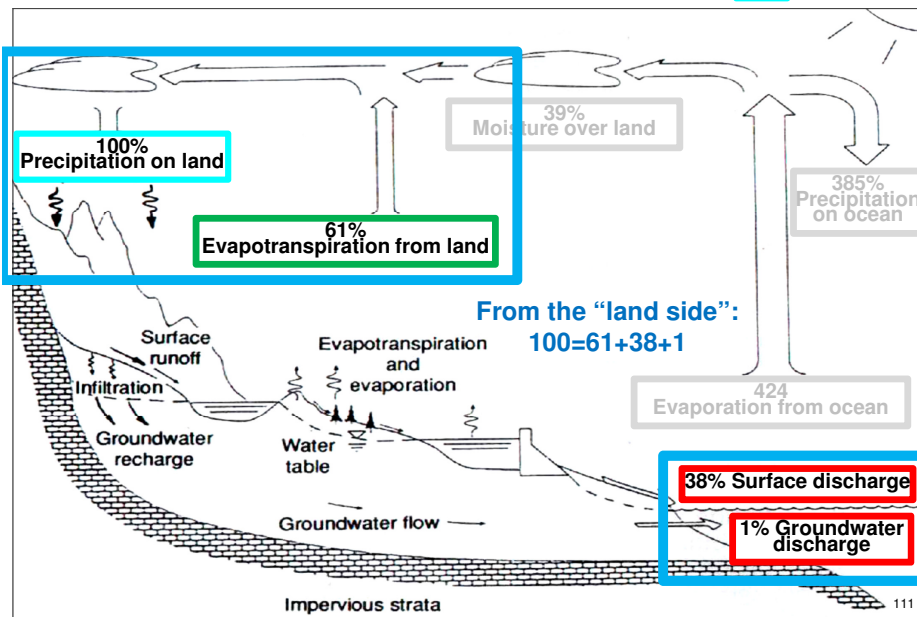 39%
Moisture over land
100%
Precipitation on land
385%
Precipitation
on ocean
61%
Evapotranspiration from land
From the “land side”:
100=61+38+1
Surface
runoff
Evapotranspiration
and
evaporation
Infiltration
424
Evaporation from ocean
Groundwater
recharge
Water
table
38% Surface discharge
Groundwater flow
1% Groundwater
discharge
Impervious strata
111